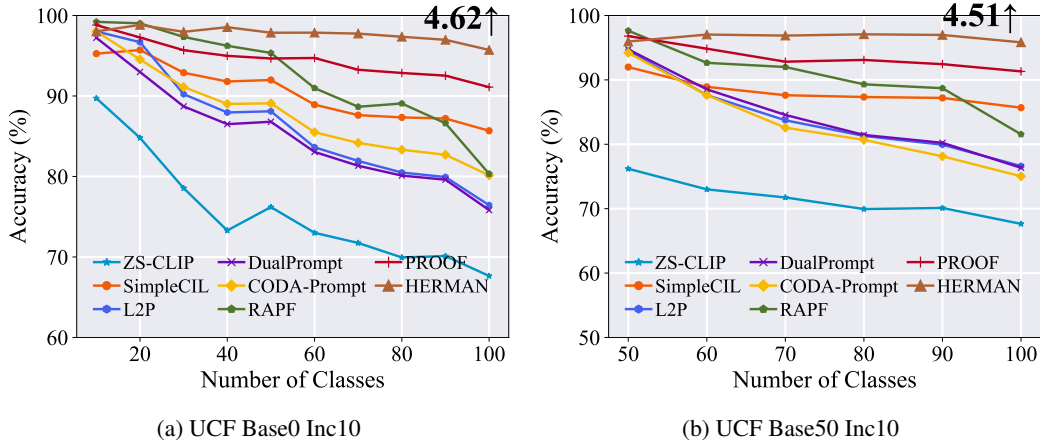 4.62↑
100
90
80
70
60
Accuracy (%)
ZS-CLIP
SimpleCIL
L2P
DualPrompt
CODA-Prompt
RAPF
PROOF
HERMAN
20
40
60
80
100
Number of Classes
(a) UCF Base0 Inc10
4.51↑
100
90
80
70
60
50
Accuracy (%)
ZS-CLIP
SimpleCIL
L2P
DualPrompt
CODA-Prompt
RAPF
PROOF
HERMAN
50
60
70
80
90
100
Number of Classes
(b) UCF Base50 Inc10